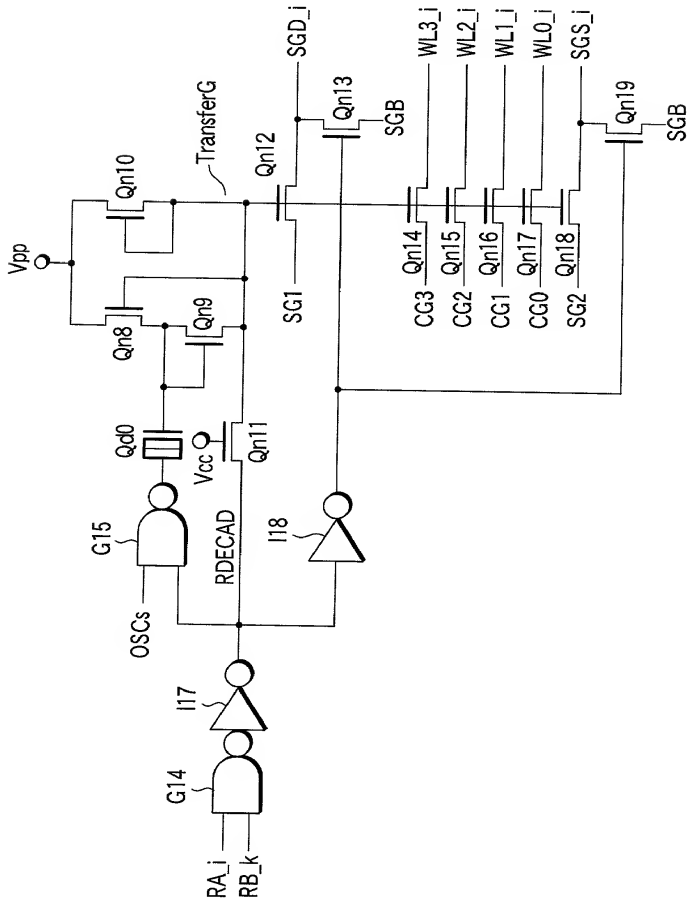 Vpp
Qn8
Qn10
TransferG
Qn9
Qd0
G15
OSCs
Vcc
Qn11
RDECAD
Qn12
SGD_i
SG1
Qn13
SGB
I17
G14
RA_j
RB_k
I18
Qn14
CG3
WL3_i
Qn15
CG2
WL2_i
Qn16
CG1
WL1_i
Qn17
CG0
WL0_i
Qn18
SG2
SGS_i
Qn19
SGB